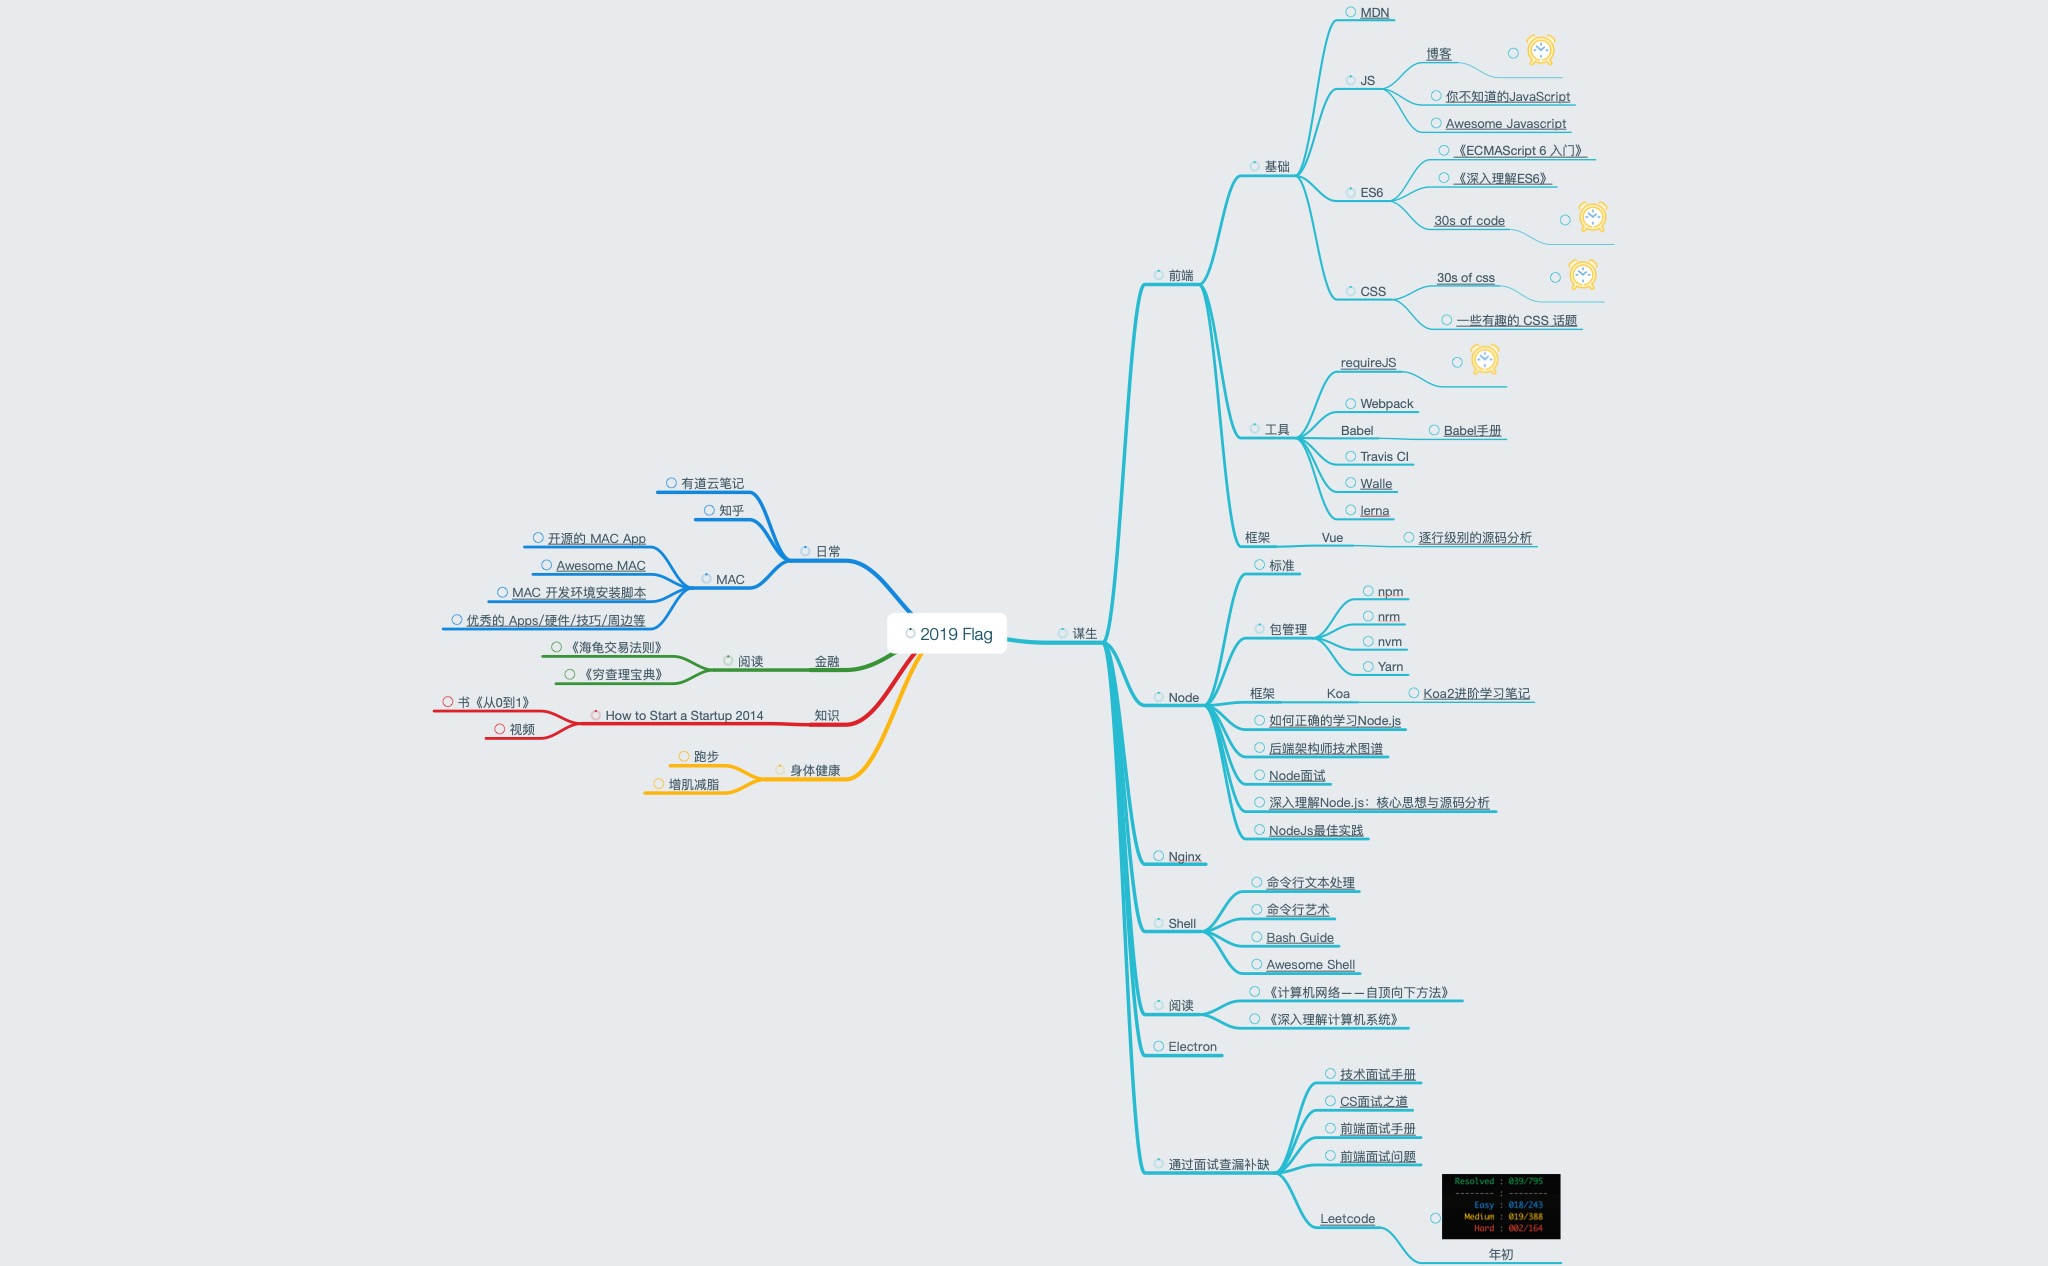 2019 Flag
谋生
前端
基础
MDN
JS
博客
你不知道的JavaScript
Awesome Javascript
ES6
《ECMAScript 6 入门》
《深入理解ES6》
30s of code
CSS
30s of css
一些有趣的 CSS 话题
工具
requireJS
Webpack
Babel
Babel手册
Travis CI
Walle
lerna
框架
Vue
逐行级别的源码分析
Node
标准
包管理
npm
nrm
nvm
Yarn
框架
Koa
Koa2进阶学习笔记
如何正确的学习Node.js
后端架构师技术图谱
Node面试
深入理解Node.js：核心思想与源码分析
NodeJs最佳实践
Nginx
Shell
命令行文本处理
命令行艺术
Bash Guide
Awesome Shell
阅读
《计算机网络——自顶向下方法》
《深入理解计算机系统》
Electron
通过面试查漏补缺
技术面试手册
CS面试之道
前端面试手册
前端面试问题
Leetcode
Resolved : 039/795
-------- : --------
Easy : 018/243
Medium : 019/388
Hard : 002/164
年初
日常
有道云笔记
知乎
MAC
开源的 MAC App
Awesome MAC
MAC 开发环境安装脚本
优秀的 Apps/硬件/技巧/周边等
金融
阅读
《海龟交易法则》
《穷查理宝典》
知识
How to Start a Startup 2014
书《从0到1》
视频
身体健康
跑步
增肌减脂